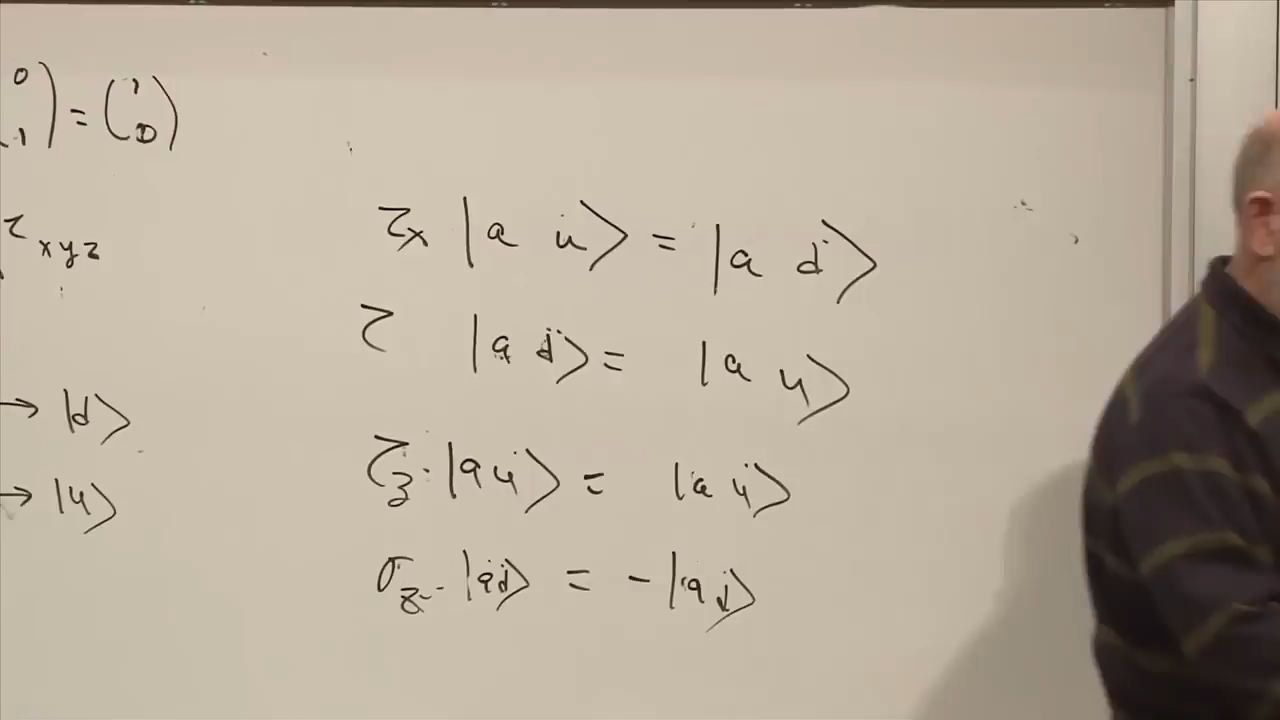 0
1) = (1
0)
τ xyz
τx |a u> = |a d>
τ |a d> = |a u>
τz |a u> = |a u>
σz |a d> = - |a d>
→ |d>
→ |u>